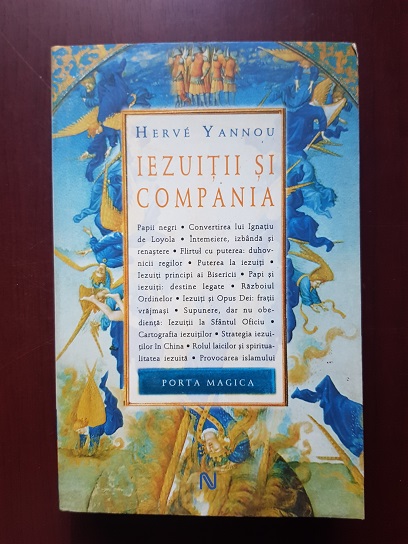 HERVÉ YANNOU
IEZUIȚII ȘI
COMPANIA
Papii negri • Convertirea lui Ignațiu
de Loyola • Întemeiere, izbândă și
renaștere • Flirtul cu puterea: duhov-
nicii regilor • Puterea la iezuiți •
Iezuiți principi ai Bisericii • Papi și
iezuiți: destine legate • Războiul
Ordinelor • Iezuiți și Opus Dei: frații
vrăjmași • Supunere, dar nu obe-
diență: Iezuiții la Sfântul Oficiu •
Cartografia iezuiților • Strategia iezui-
ților în China • Rolul laicilor și spiritua-
litatea iezuită • Provocarea islamului
PORTA MAGICA
N